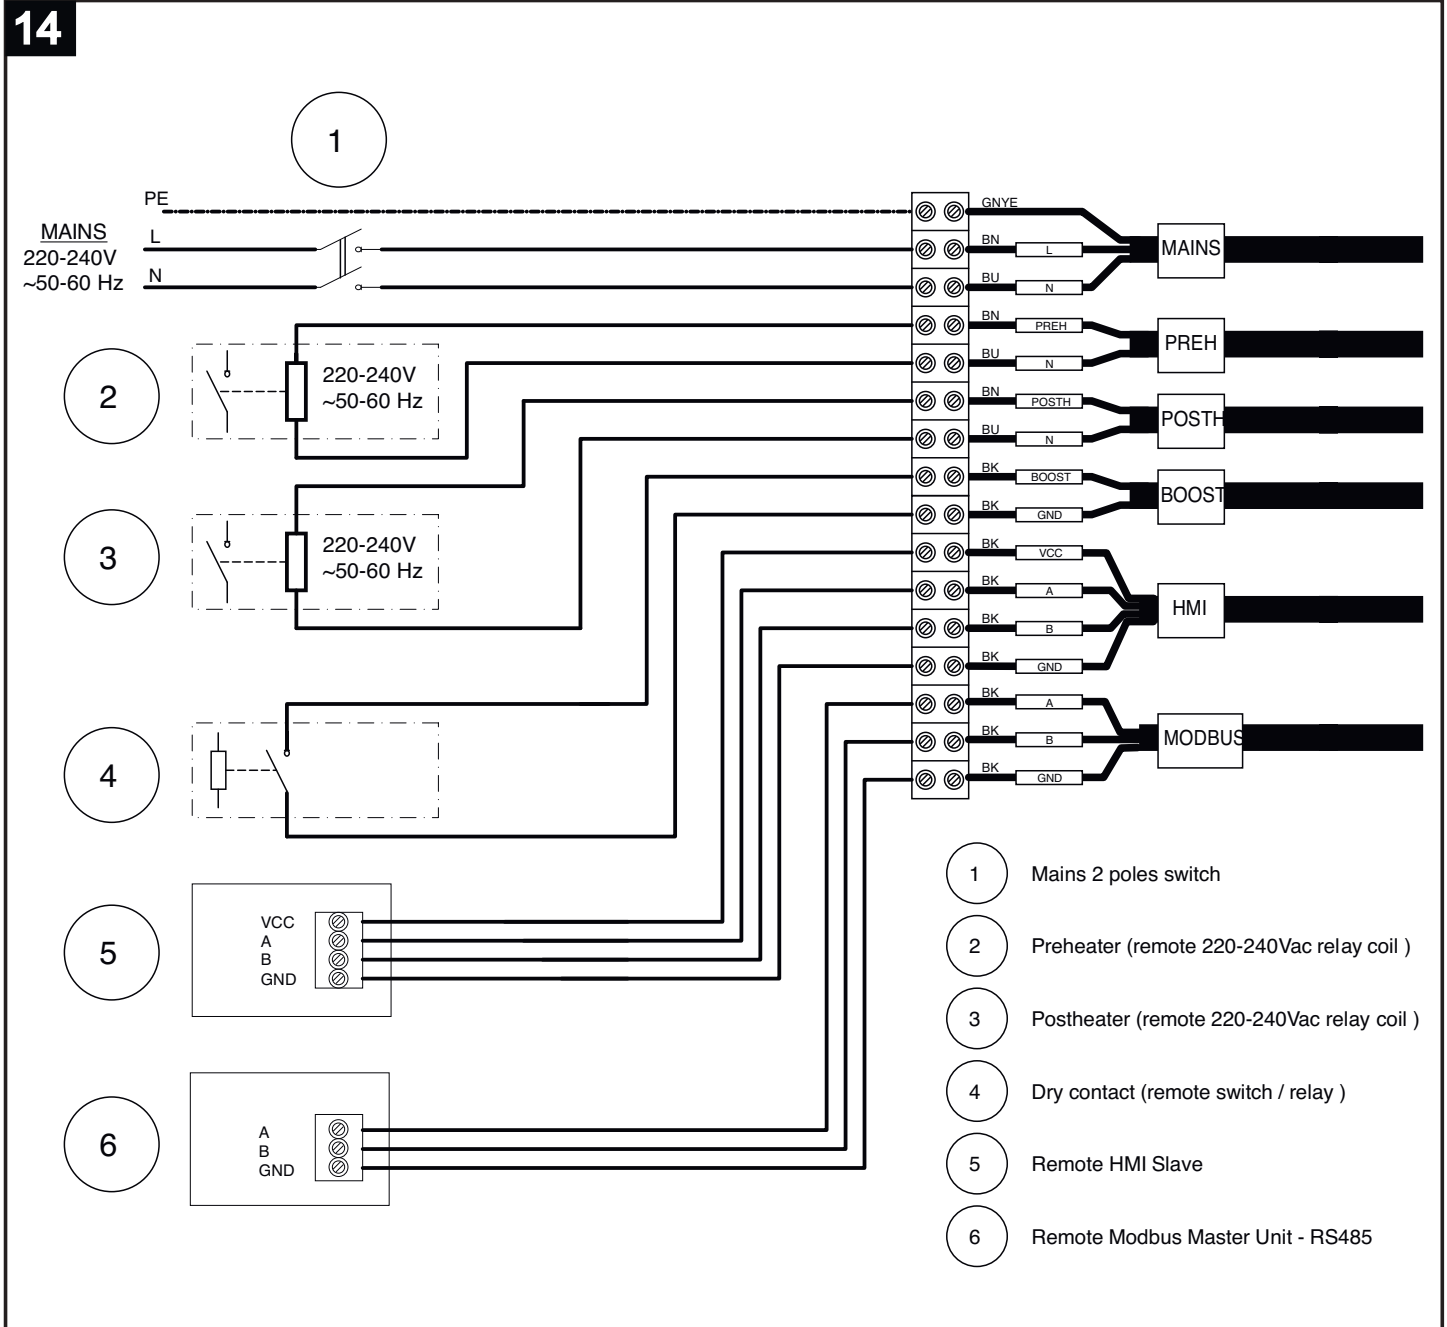 14
1
PE
MAINS
220-240V
~50-60 Hz
L
N
GNYE
BN
L
BU
N
MAINS
BN
PREH
BU
N
PREH
2
220-240V
~50-60 Hz
BN
POSTH
BU
N
POSTH
BK
BOOST
BK
GND
BOOST
3
220-240V
~50-60 Hz
BK
VCC
BK
A
BK
B
BK
GND
HMI
BK
A
BK
B
BK
GND
MODBUS
4
5
VCC
A
B
GND
6
A
B
GND
1 Mains 2 poles switch
2 Preheater (remote 220-240Vac relay coil )
3 Postheater (remote 220-240Vac relay coil )
4 Dry contact (remote switch / relay )
5 Remote HMI Slave
6 Remote Modbus Master Unit - RS485